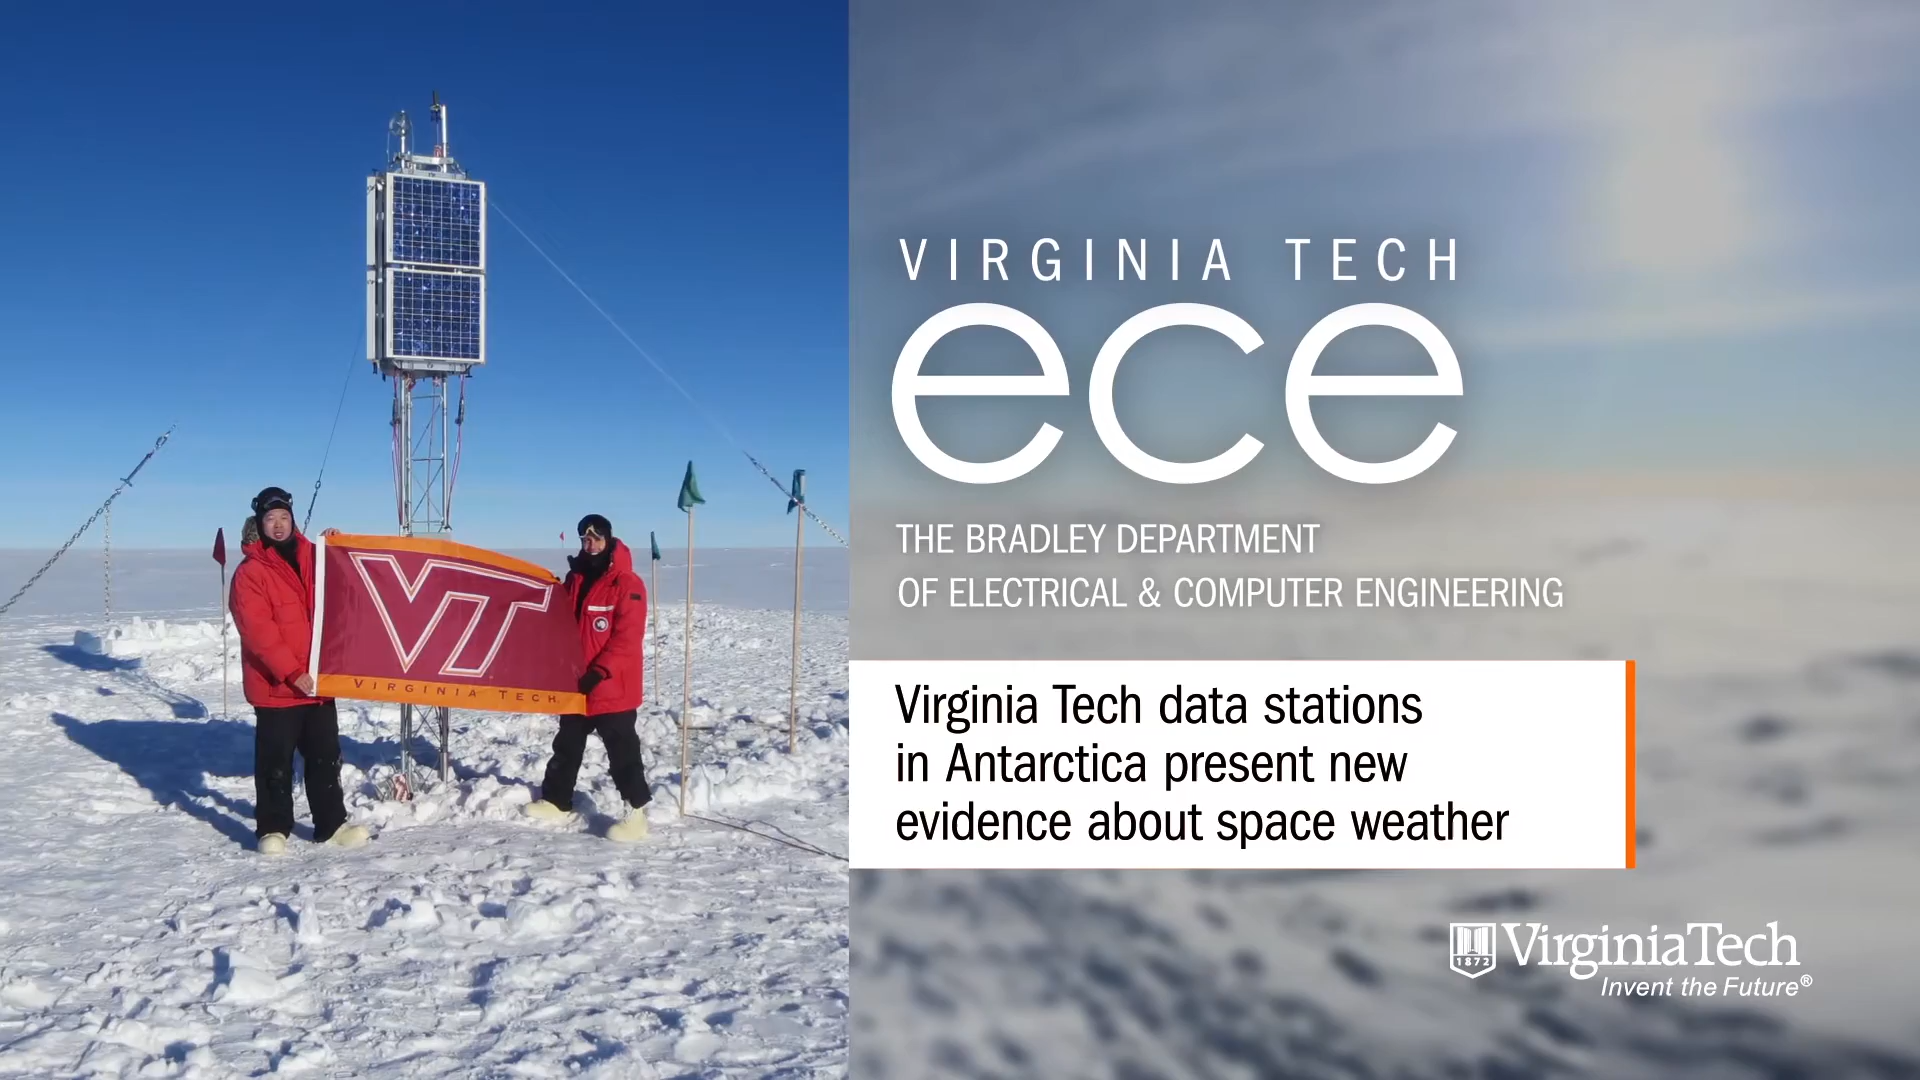 VT
VIRGINIA TECH
VIRGINIA TECH
ece
THE BRADLEY DEPARTMENT
OF ELECTRICAL & COMPUTER ENGINEERING
Virginia Tech data stations
in Antarctica present new
evidence about space weather
1872
VirginiaTech
Invent the Future®